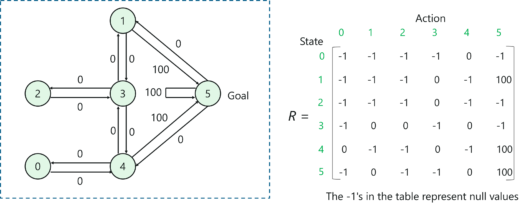 1
0
0 0 100
0 100
2 3 100 5 Goal
0 100
0 0
0 0
0 4
0
Action
0 1 2 3 4 5
State
0 -1 -1 -1 -1 0 -1
1 -1 -1 -1 0 -1 100
2 -1 -1 -1 0 -1 -1
R = 3 -1 0 0 -1 0 -1
4 0 -1 -1 0 -1 100
5 -1 0 -1 -1 0 100
The -1's in the table represent null values